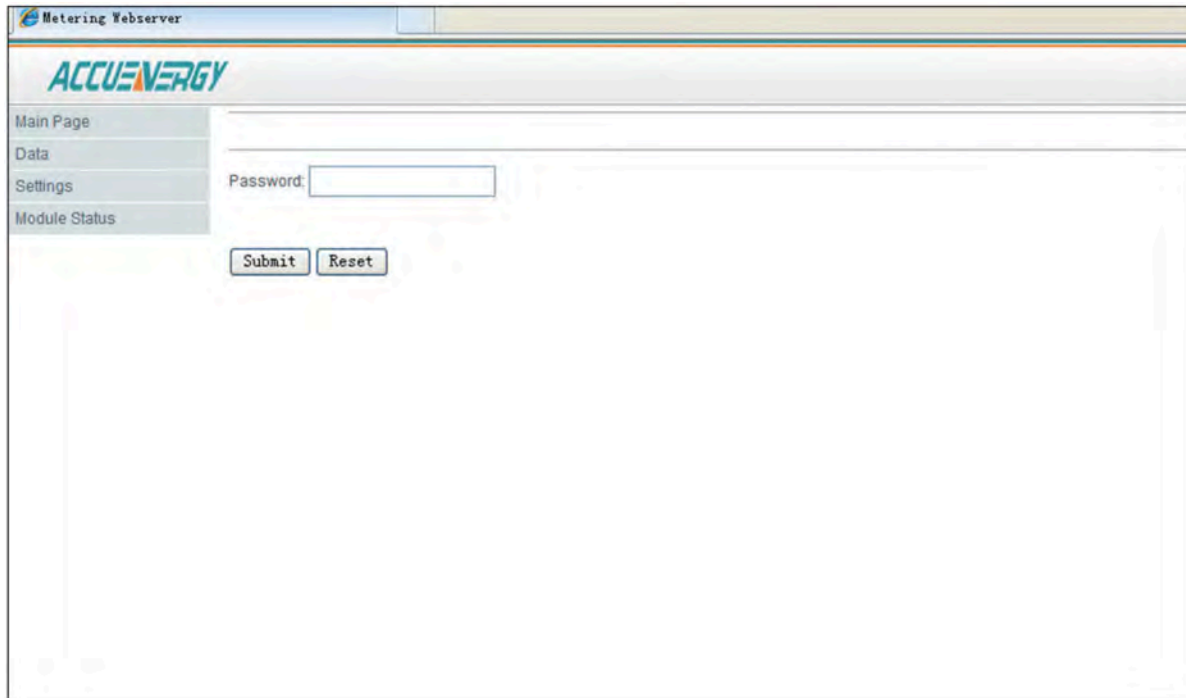 Metering Webserver
ACCUENERGY
Main Page
Data
Settings
Module Status
Password:
Submit Reset